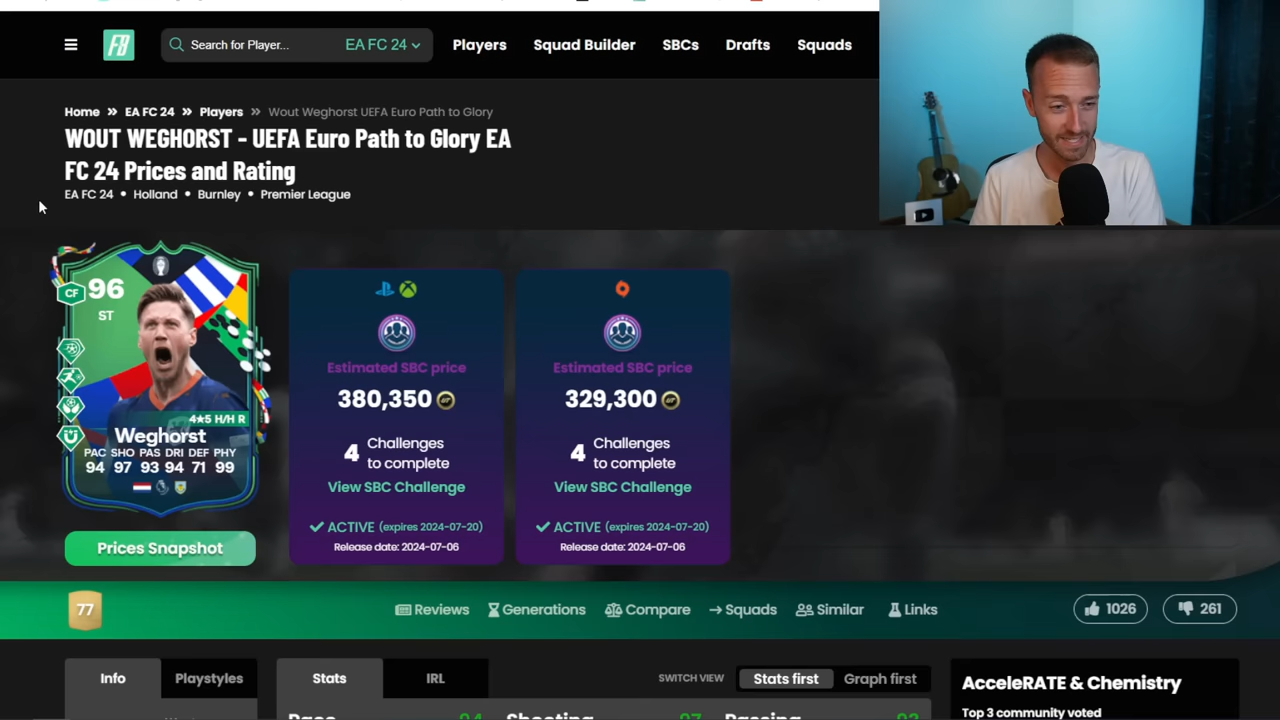 FB
Search for Player...
EA FC 24
Players
Squad Builder
SBCs
Drafts
Squads
Home » EA FC 24 » Players » Wout Weghorst UEFA Euro Path to Glory
WOUT WEGHORST - UEFA Euro Path to Glory EA
FC 24 Prices and Rating
EA FC 24 • Holland • Burnley • Premier League
CF
96
ST
4★5 H/H R
Weghorst
PAC SHO PAS DRI DEF PHY
94 97 93 94 71 99
Prices Snapshot
Estimated SBC price
380,350
4 Challenges
to complete
View SBC Challenge
ACTIVE (expires 2024-07-20)
Release date: 2024-07-06
Estimated SBC price
329,300
4 Challenges
to complete
View SBC Challenge
ACTIVE (expires 2024-07-20)
Release date: 2024-07-06
77
Reviews
Generations
Compare
Squads
Similar
Links
1026
261
Info
Playstyles
Stats
IRL
SWITCH VIEW
Stats first
Graph first
AcceleRATE & Chemistry
Top 3 community voted
Pace 94
Shooting 97
Passing 93